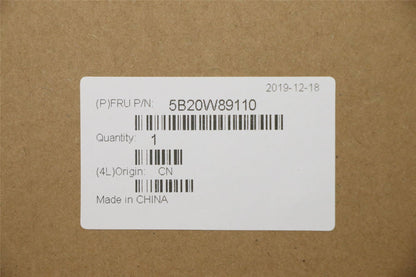 2019-12-18
(P)FRU P/N: 5B20W89110
Quantity: 1
(4L)Origin: CN
Made in CHINA